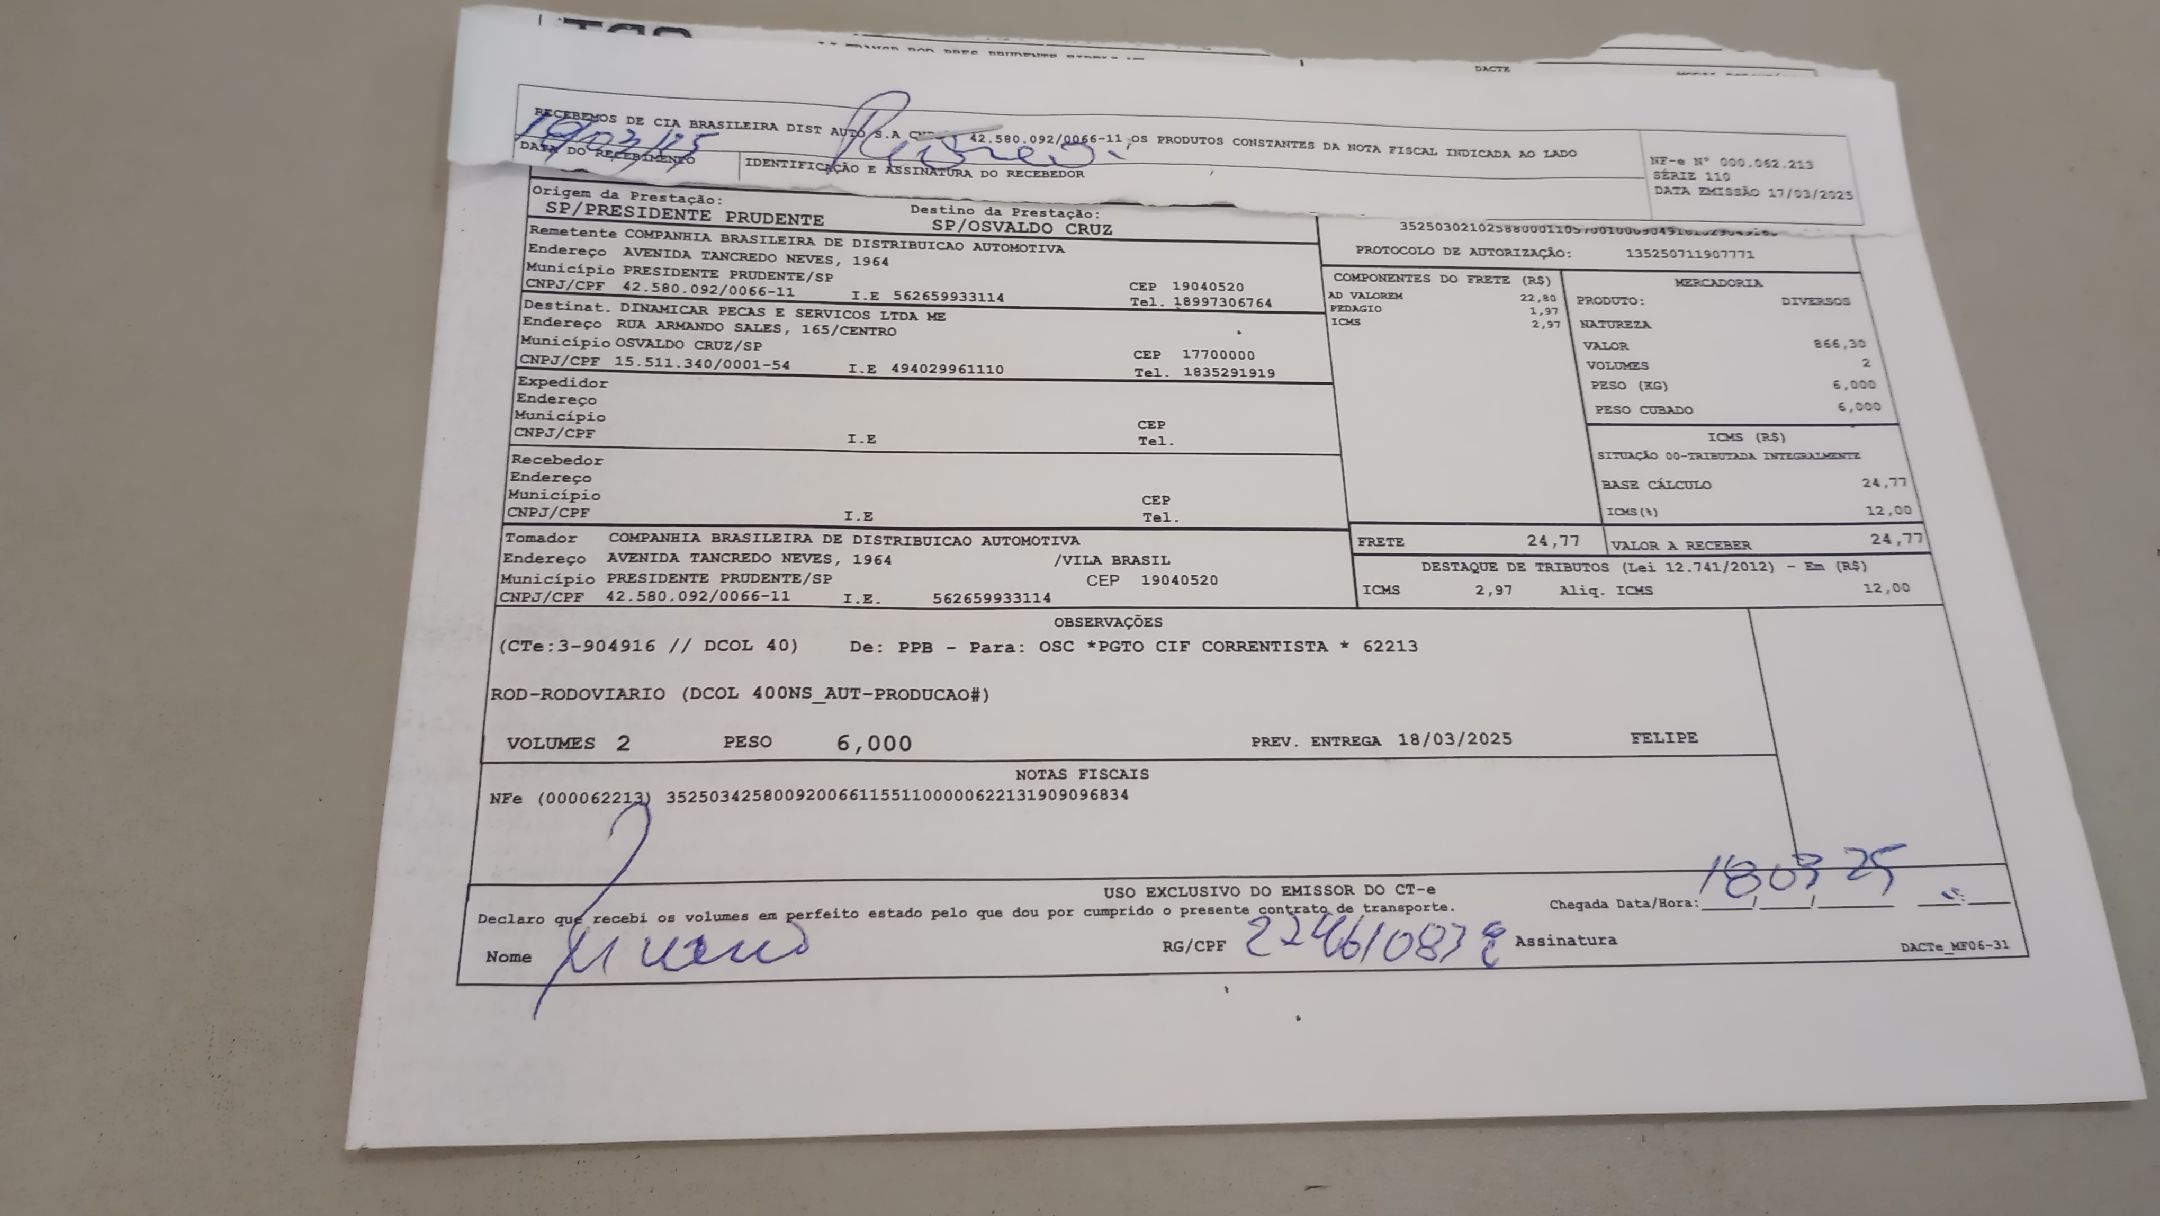 DACTE
RECEBEMOS DE CIA BRASILEIRA DIST AUTO S.A 42.580.092/0066-11, OS PRODUTOS CONSTANTES DA NOTA FISCAL INDICADA AO LADO
DATA DO RECEBIMENTO
IDENTIFICAÇÃO E ASSINATURA DO RECEBEDOR
NF-e Nº 000.062.213
SÉRIE 110
DATA EMISSÃO 17/03/2025
Origem da Prestação:
SP/PRESIDENTE PRUDENTE
Destino da Prestação:
SP/OSVALDO CRUZ
Remetente COMPANHIA BRASILEIRA DE DISTRIBUICAO AUTOMOTIVA
Endereço AVENIDA TANCREDO NEVES, 1964
Município PRESIDENTE PRUDENTE/SP CEP 19040520
CNPJ/CPF 42.580.092/0066-11 I.E 562659933114 Tel. 18997306764
Destinat. DINAMICAR PECAS E SERVICOS LTDA ME
Endereço RUA ARMANDO SALES, 165/CENTRO
Município OSVALDO CRUZ/SP CEP 17700000
CNPJ/CPF 15.511.340/0001-54 I.E 494029961110 Tel. 1835291919
Expedidor
Endereço
Município CEP
CNPJ/CPF I.E Tel.
Recebedor
Endereço
Município CEP
CNPJ/CPF I.E Tel.
Tomador COMPANHIA BRASILEIRA DE DISTRIBUICAO AUTOMOTIVA
Endereço AVENIDA TANCREDO NEVES, 1964 /VILA BRASIL
Município PRESIDENTE PRUDENTE/SP CEP 19040520
CNPJ/CPF 42.580.092/0066-11 I.E. 562659933114
PROTOCOLO DE AUTORIZAÇÃO: 135250711907771
COMPONENTES DO FRETE (R$)
AD VALOREM 22,80
PEDAGIO 1,97
ICMS 2,97
MERCADORIA
PRODUTO: DIVERSOS
NATUREZA
VALOR 866,30
VOLUMES 2
PESO (KG) 6,000
PESO CUBADO 6,000
ICMS (R$)
SITUAÇÃO 00-TRIBUTADA INTEGRALMENTE
BASE CÁLCULO 24,77
ICMS(%) 12,00
FRETE 24,77 VALOR A RECEBER 24,77
DESTAQUE DE TRIBUTOS (Lei 12.741/2012) - Em (R$)
ICMS 2,97 Aliq. ICMS 12,00
OBSERVAÇÕES
(CTe:3-904916 // DCOL 40) De: PPB - Para: OSC *PGTO CIF CORRENTISTA * 62213
ROD-RODOVIARIO (DCOL 400NS_AUT-PRODUCAO#)
VOLUMES 2 PESO 6,000 PREV. ENTREGA 18/03/2025 FELIPE
NOTAS FISCAIS
NFe (000062213) 35250342580092006611551100000622131909096834
USO EXCLUSIVO DO EMISSOR DO CT-e
Declaro que recebi os volumes em perfeito estado pelo que dou por cumprido o presente contrato de transporte.
Chegada Data/Hora: 18/03/25
Nome
RG/CPF
Assinatura
DACTe_MF06-31